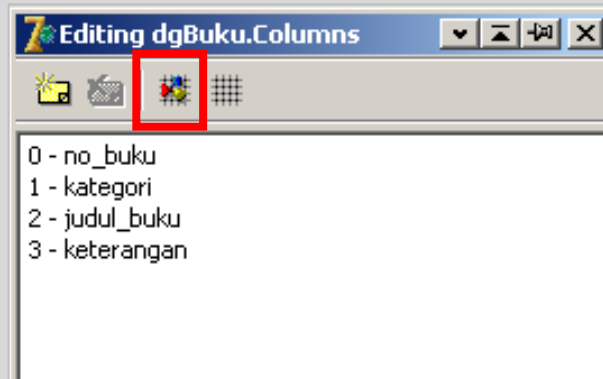 Editing dgBuku.Columns
0 - no_buku
1 - kategori
2 - judul_buku
3 - keterangan